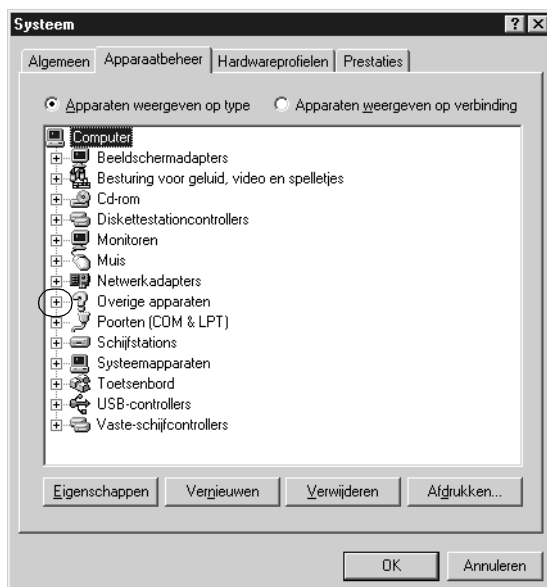 Systeem
Algemeen Apparaatbeheer Hardwareprofielen Prestaties
Apparaten weergeven op type Apparaten weergeven op verbinding
Computer
Beeldschermadapters
Besturing voor geluid, video en spelletjes
Cd-rom
Diskettestationcontrollers
Monitoren
Muis
Netwerkadapters
Overige apparaten
Poorten (COM & LPT)
Schijfstations
Systeemapparaten
Toetsenbord
USB-controllers
Vaste-schijfcontrollers
Eigenschappen Vernieuwen Verwijderen Afdrukken...
OK Annuleren